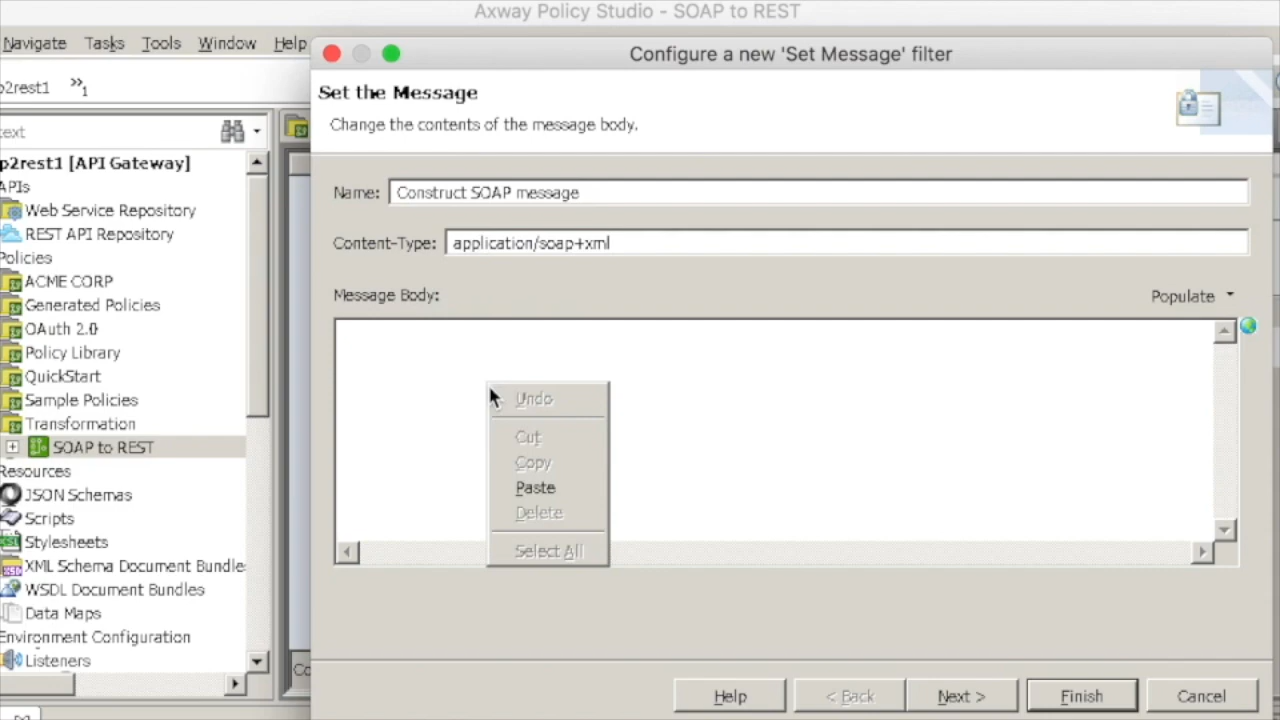 Axway Policy Studio - SOAP to REST
Navigate Tasks Tools Window Help
Configure a new 'Set Message' filter
p2rest1 »1
Set the Message
Change the contents of the message body.
text
p2rest1 [API Gateway]
APIs
Web Service Repository
REST API Repository
Policies
ACME CORP
Generated Policies
OAuth 2.0
Policy Library
QuickStart
Sample Policies
Transformation
SOAP to REST
Resources
JSON Schemas
Scripts
Stylesheets
XML Schema Document Bundle
WSDL Document Bundles
Data Maps
Environment Configuration
Listeners
Name: Construct SOAP message
Content-Type: application/soap+xml
Message Body: Populate
Undo
Cut
Copy
Paste
Delete
Select All
Co
Help < Back Next > Finish Cancel